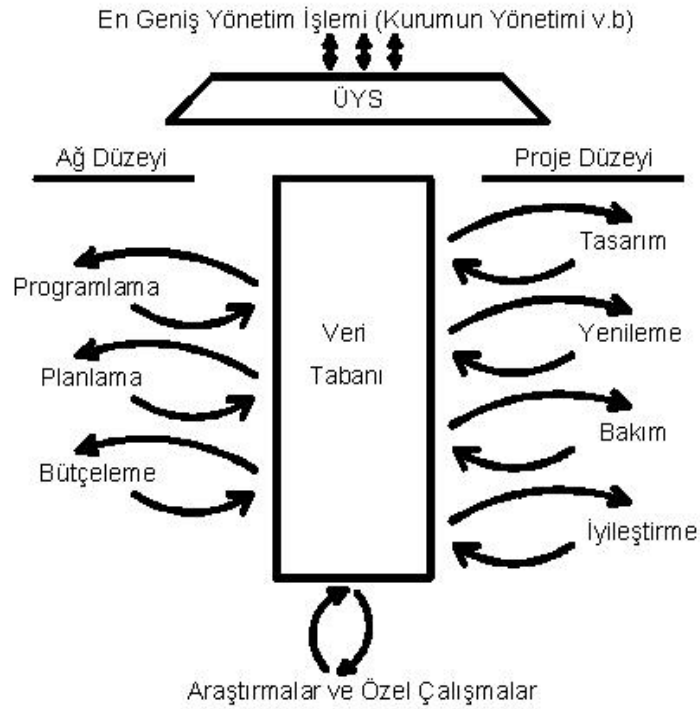 En Geniş Yönetim İşlemi (Kurumun Yönetimi v.b)
ÜYS
Ağ Düzeyi
Proje Düzeyi
Programlama
Planlama
Bütçeleme
Veri
Tabanı
Tasarım
Yenileme
Bakım
İyileştirme
Araştırmalar ve Özel Çalışmalar